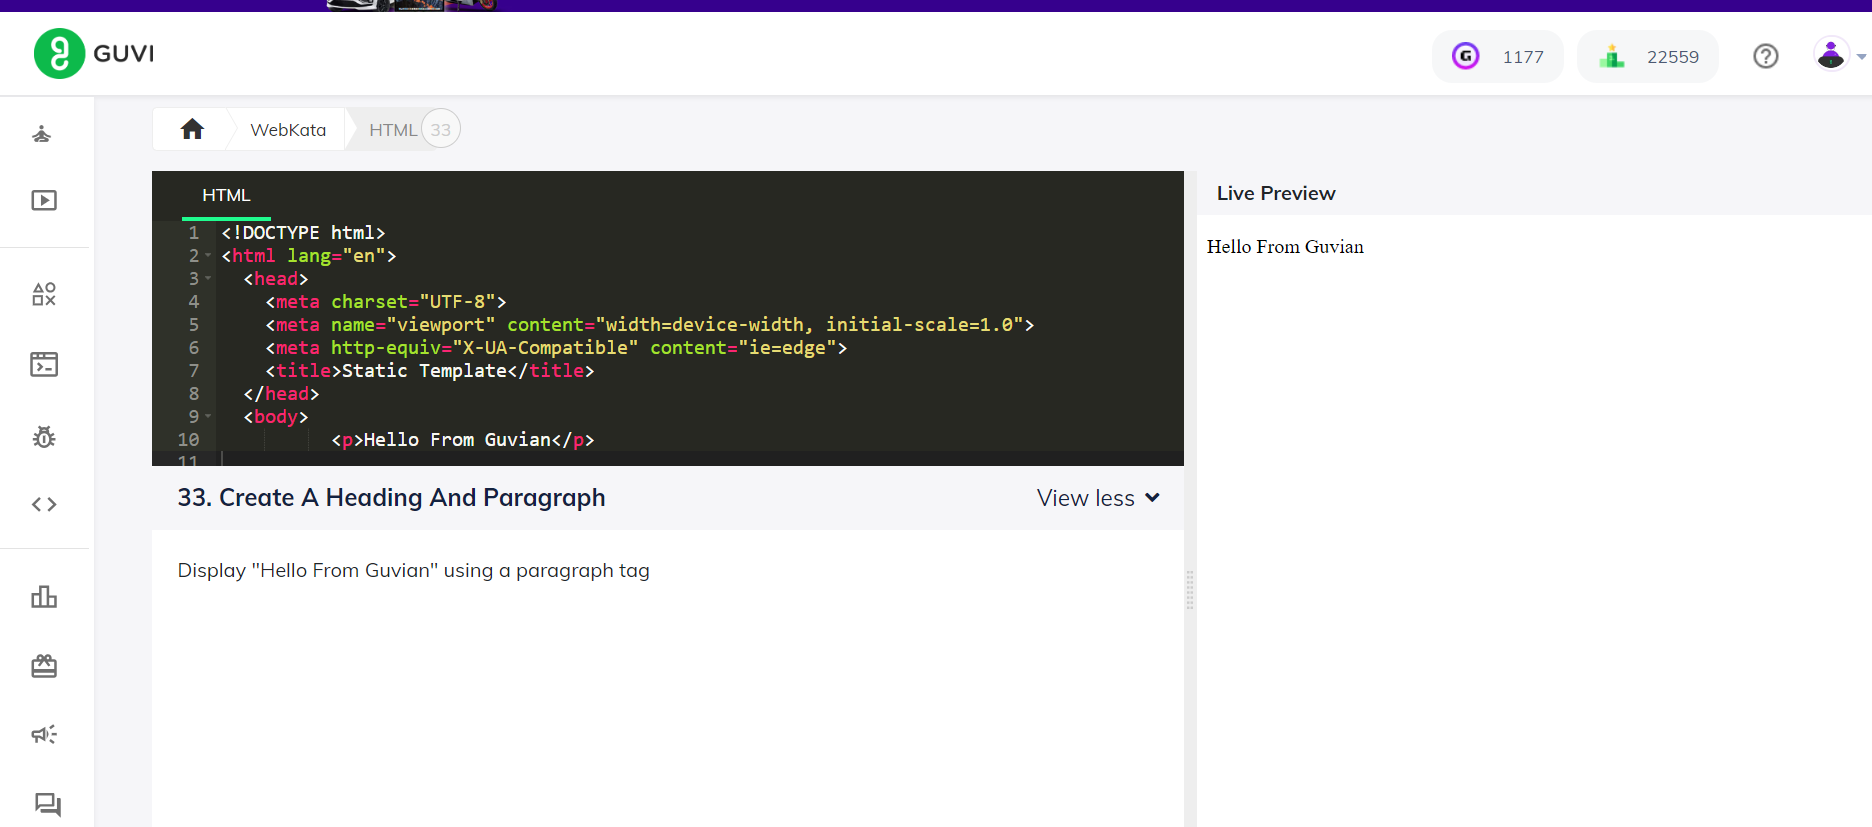 GUVI
1177
22559
WebKata
HTML 33
HTML
Live Preview
1 <!DOCTYPE html>
2 <html lang="en">
3 <head>
4 <meta charset="UTF-8">
5 <meta name="viewport" content="width=device-width, initial-scale=1.0">
6 <meta http-equiv="X-UA-Compatible" content="ie=edge">
7 <title>Static Template</title>
8 </head>
9 <body>
10 <p>Hello From Guvian</p>
11
Hello From Guvian
33. Create A Heading And Paragraph
View less
Display "Hello From Guvian" using a paragraph tag